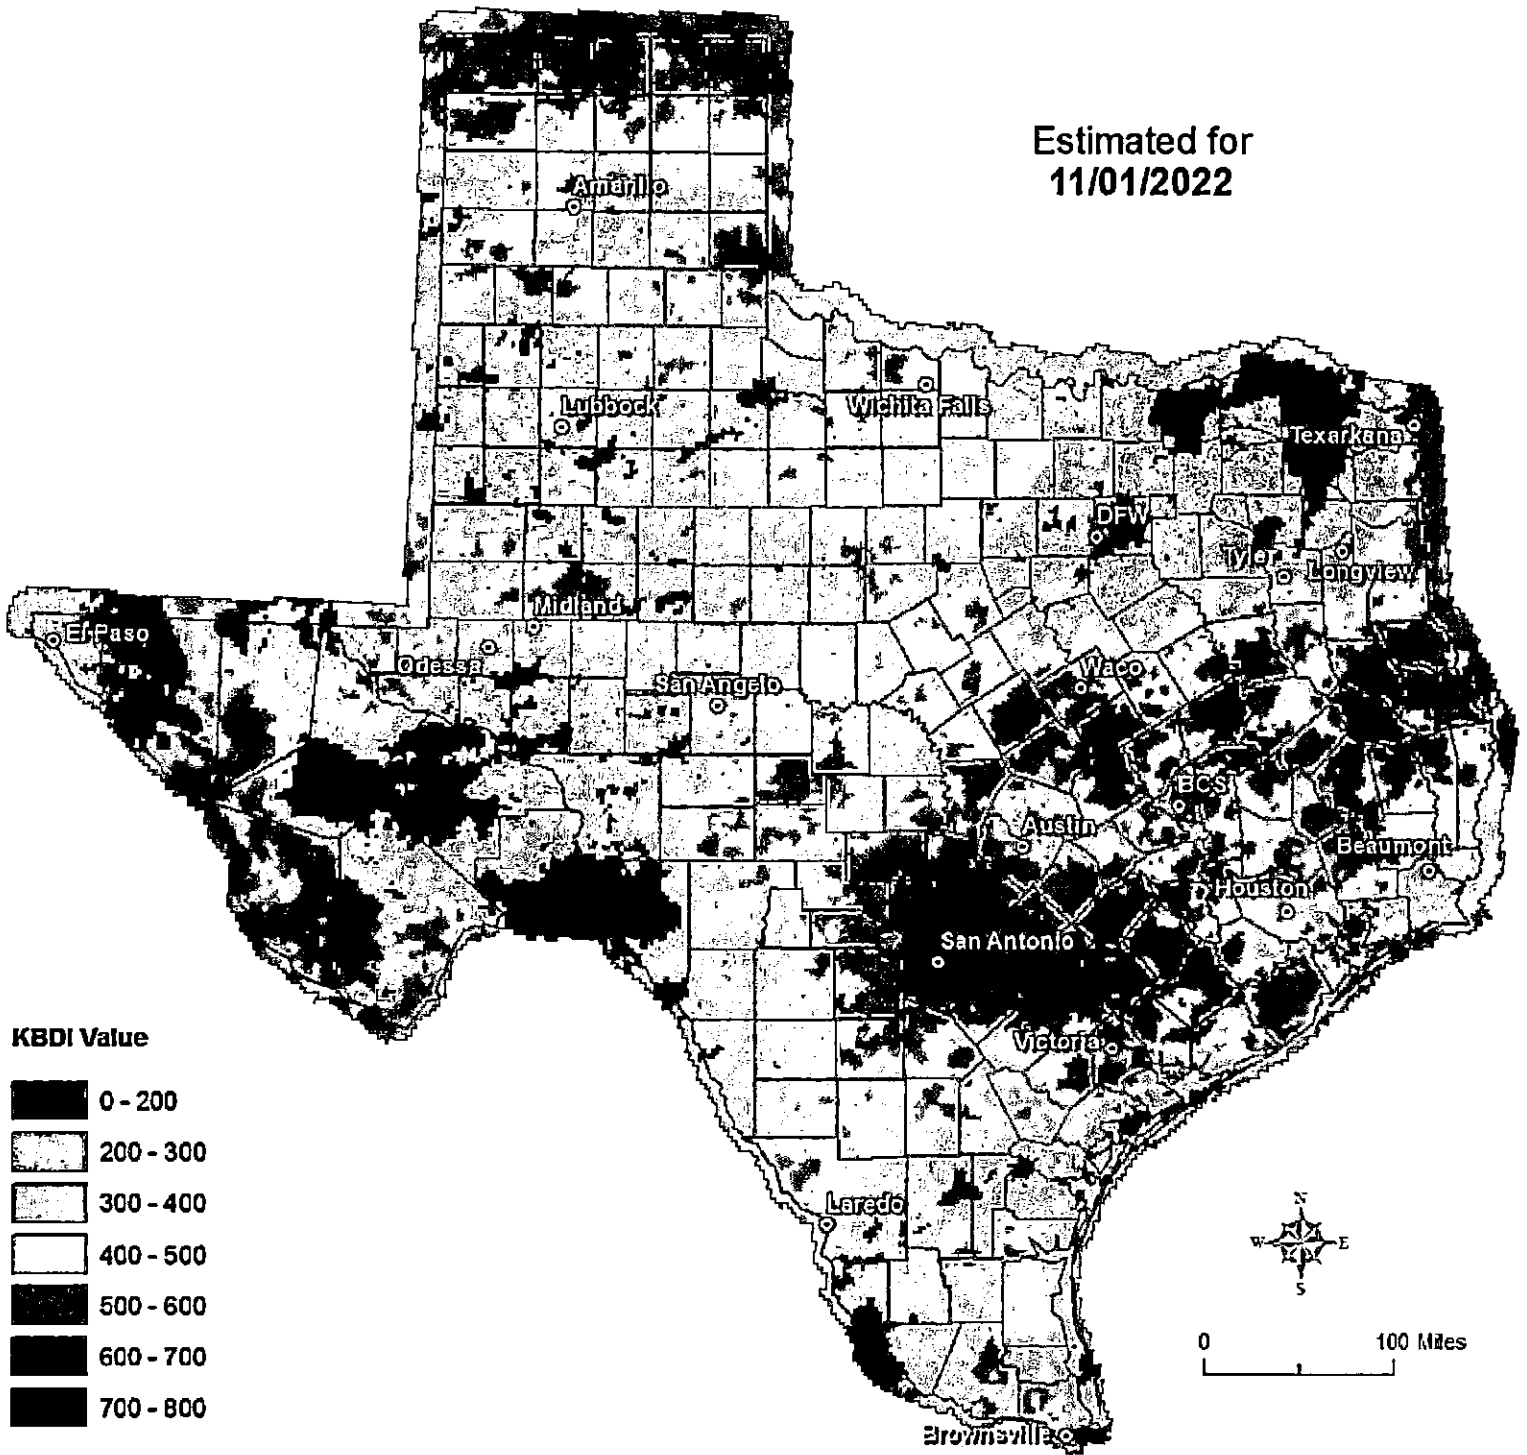 Estimated for
11/01/2022
Amarillo
Lubbock
Wichita Falls
Texarkana
DFW
Tyler
Longview
El Paso
Midland
Odessa
San Angelo
Waco
BCS
Austin
Beaumont
Houston
San Antonio
Victoria
Laredo
Brownsville
KBDI Value
0 - 200
200 - 300
300 - 400
400 - 500
500 - 600
600 - 700
700 - 800
N
W E
S
0 100 Miles